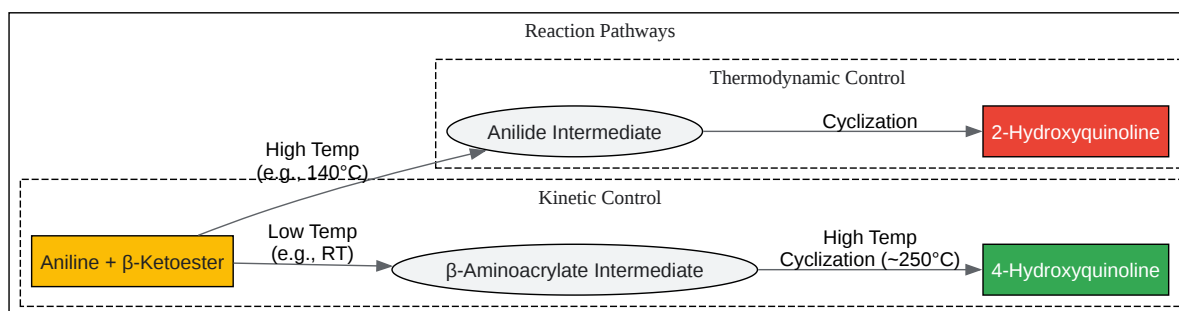 Reaction Pathways
Thermodynamic Control
Anilide Intermediate
Cyclization
2-Hydroxyquinoline
High Temp
(e.g., 140°C)
Kinetic Control
Aniline + β-Ketoester
Low Temp
(e.g., RT)
β-Aminoacrylate Intermediate
High Temp
Cyclization (~250°C)
4-Hydroxyquinoline